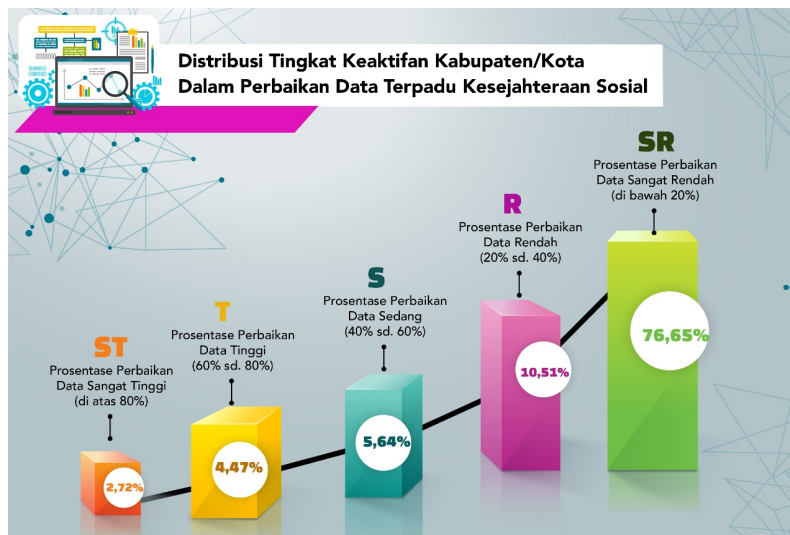 Distribusi Tingkat Keaktifan Kabupaten/Kota
Dalam Perbaikan Data Terpadu Kesejahteraan Sosial
ST
Prosentase Perbaikan
Data Sangat Tinggi
(di atas 80%)
2,72%
T
Prosentase Perbaikan
Data Tinggi
(60% sd. 80%)
4,47%
S
Prosentase Perbaikan
Data Sedang
(40% sd. 60%)
5,64%
R
Prosentase Perbaikan
Data Rendah
(20% sd. 40%)
10,51%
SR
Prosentase Perbaikan
Data Sangat Rendah
(di bawah 20%)
76,65%